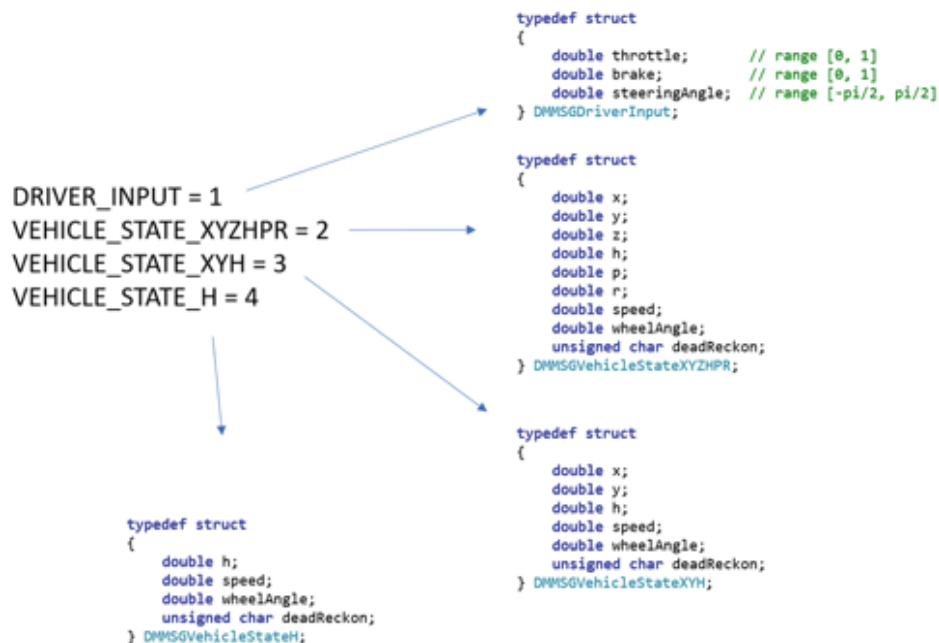 DRIVER_INPUT = 1
VEHICLE_STATE_XYZHPR = 2
VEHICLE_STATE_XYH = 3
VEHICLE_STATE_H = 4
typedef struct
{
double throttle; // range [0, 1]
double brake; // range [0, 1]
double steeringAngle; // range [-pi/2, pi/2]
} DMMSGDriverInput;
typedef struct
{
double x;
double y;
double z;
double h;
double p;
double r;
double speed;
double wheelAngle;
unsigned char deadReckon;
} DMMSGVehicleStateXYZHPR;
typedef struct
{
double x;
double y;
double h;
double speed;
double wheelAngle;
unsigned char deadReckon;
} DMMSGVehicleStateXYH;
typedef struct
{
double h;
double speed;
double wheelAngle;
unsigned char deadReckon;
} DMMSGVehicleStateH;